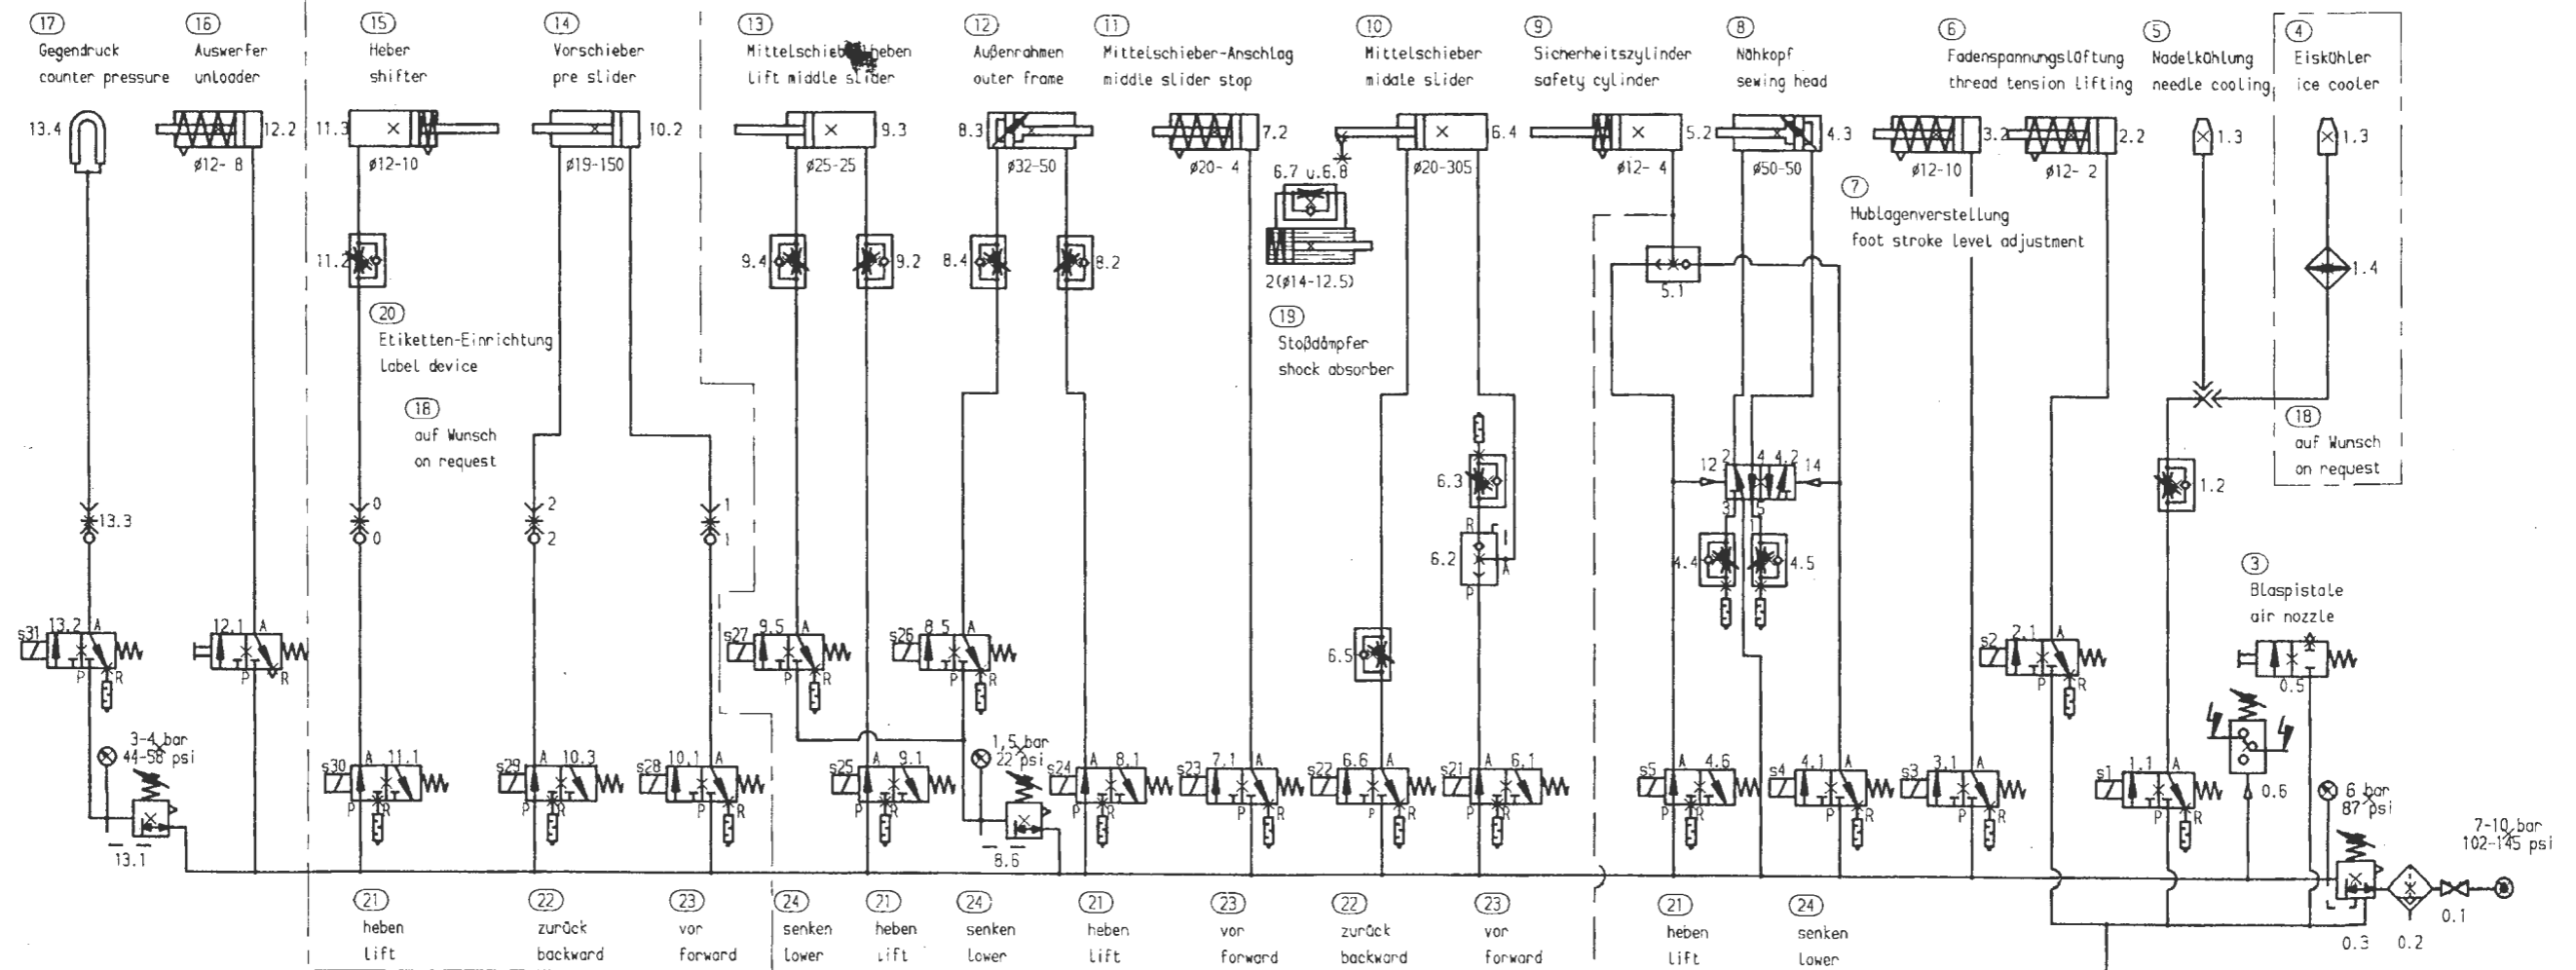 17
Gegendruck
counter pressure
16
Auswerfer
unloader
15
Heber
shifter
14
Vorschieber
pre slider
13
lift middle slider
12
Außenrahmen
outer frame
11
Mittelschieber-Anschlag
middle slider stop
10
Mittelschieber
middle slider
9
Sicherheitszylinder
safety cylinder
8
Nähkopf
sewing head
6
Fadenspannungslüftung
thread tension lifting
5
Nadelkühlung
needle cooling
4
Eiskühler
ice cooler
13.4
12.2
ø12- 8
11.3
ø12-10
10.2
ø19-150
9.3
ø25-25
8.3
ø32-50
7.2
ø20- 4
6.4
ø20-305
5.2
ø12- 4
4.3
ø50-50
3.2
ø12-10
2.2
ø12- 2
1.3
1.3
6.7 u.6.8
2(ø14-12.5)
7
Hublagenverstellung
foot stroke level adjustment
11.2
9.4
9.2
8.4
8.2
5.1
1.4
20
Etiketten-Einrichtung
label device
19
Stoßdämpfer
shock absorber
18
auf Wunsch
on request
18
auf Wunsch
on request
13.3
0
0
2
2
1
1
6.3
R
6.2
A
P
12
2
4
4.2
14
3
1
5
4.4
4.5
1.2
3
Blaspistole
air nozzle
s31
13.2
A
P
R
12.1
A
P
R
s27
9.5
A
P
R
s26
8.5
A
P
R
6.5
s2
2.1
A
P
R
0.5
3-4 bar
44-58 psi
1,5 bar
22 psi
0.6
6 bar
87 psi
7-10 bar
102-145 psi
s30
A
11.1
P
R
s29
A
10.3
P
R
s28
10.1
A
P
R
s25
A
9.1
P
R
s24
A
8.1
P
R
s23
7.1
A
P
R
s22
6.6
A
P
R
s21
A
6.1
P
R
s5
A
4.6
P
R
s4
4.1
A
P
R
s3
3.1
A
P
R
s1
1.1
A
P
R
13.1
8.6
0.3
0.2
0.1
21
heben
lift
22
zurück
backward
23
vor
forward
24
senken
lower
21
heben
lift
24
senken
lower
21
heben
lift
23
vor
forward
22
zurück
backward
23
vor
forward
21
heben
lift
24
senken
lower